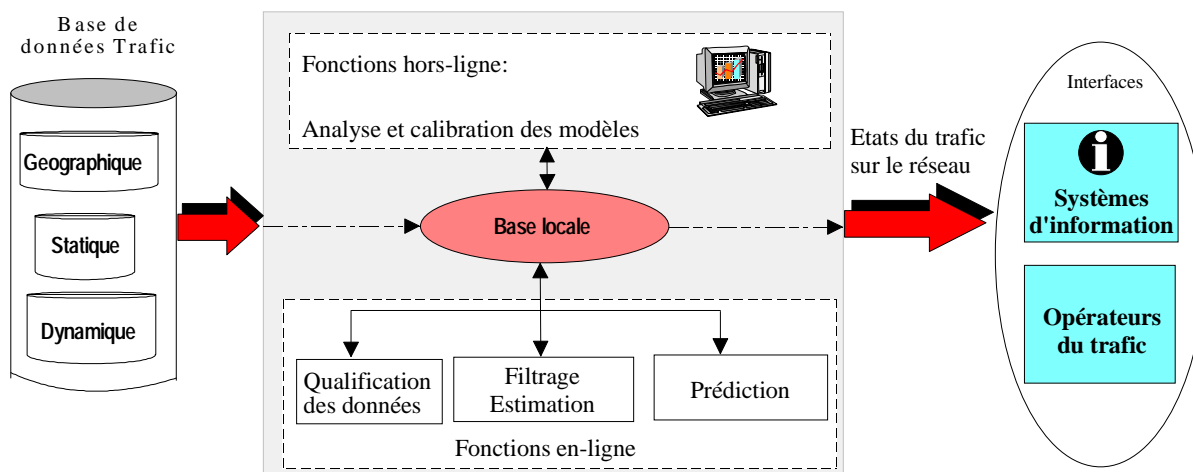 Base de
données Trafic
Geographique
Statique
Dynamique
Fonctions hors-ligne:
Analyse et calibration des modèles
Base locale
Qualification
des données
Filtrage
Estimation
Prédiction
Fonctions en-ligne
Etats du trafic
sur le réseau
Interfaces
i
Systèmes
d'information
Opérateurs
du trafic